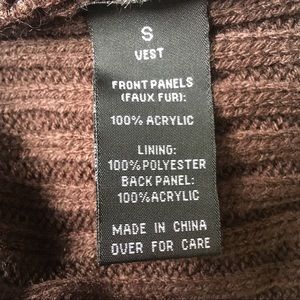 S
VEST
FRONT PANELS
(FAUX FUR):
100% ACRYLIC
LINING:
100%POLYESTER
BACK PANEL:
100%ACRYLIC
MADE IN CHINA
OVER FOR CARE